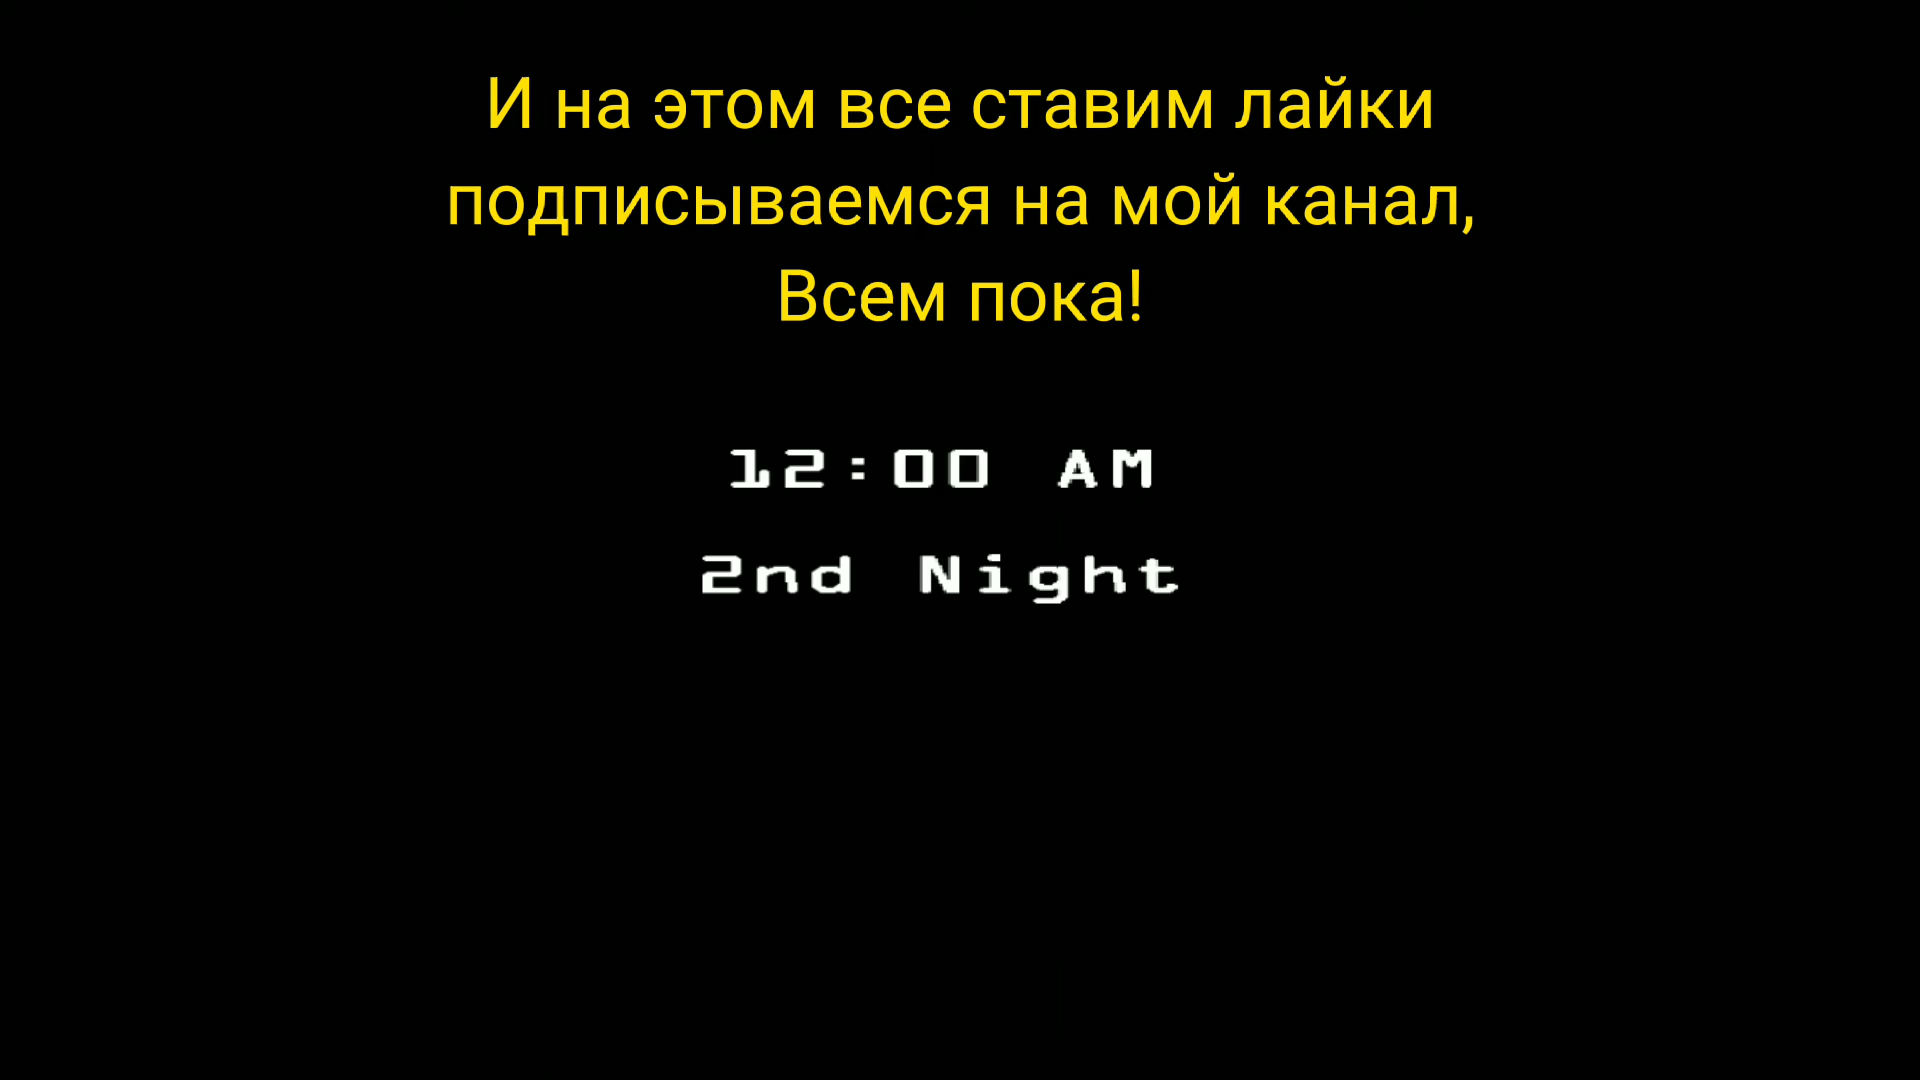 И на этом все ставим лайки
подписываемся на мой канал,
Всем пока!
12:00 AM
2nd Night